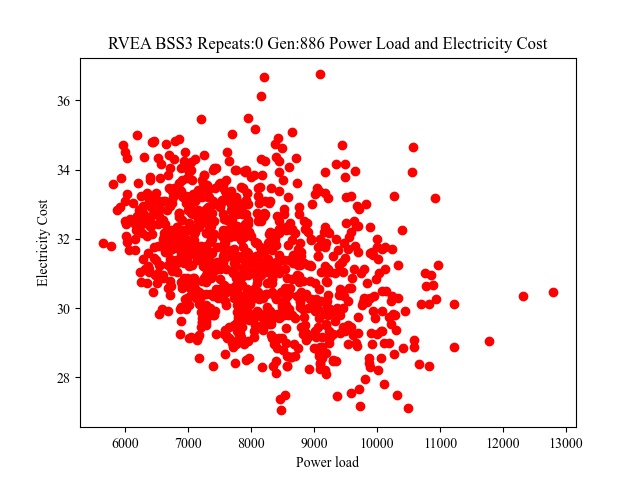 RVEA BSS3 Repeats:0 Gen:886 Power Load and Electricity Cost
36
34
32
30
28
Electricity Cost
6000 7000 8000 9000 10000 11000 12000 13000
Power load